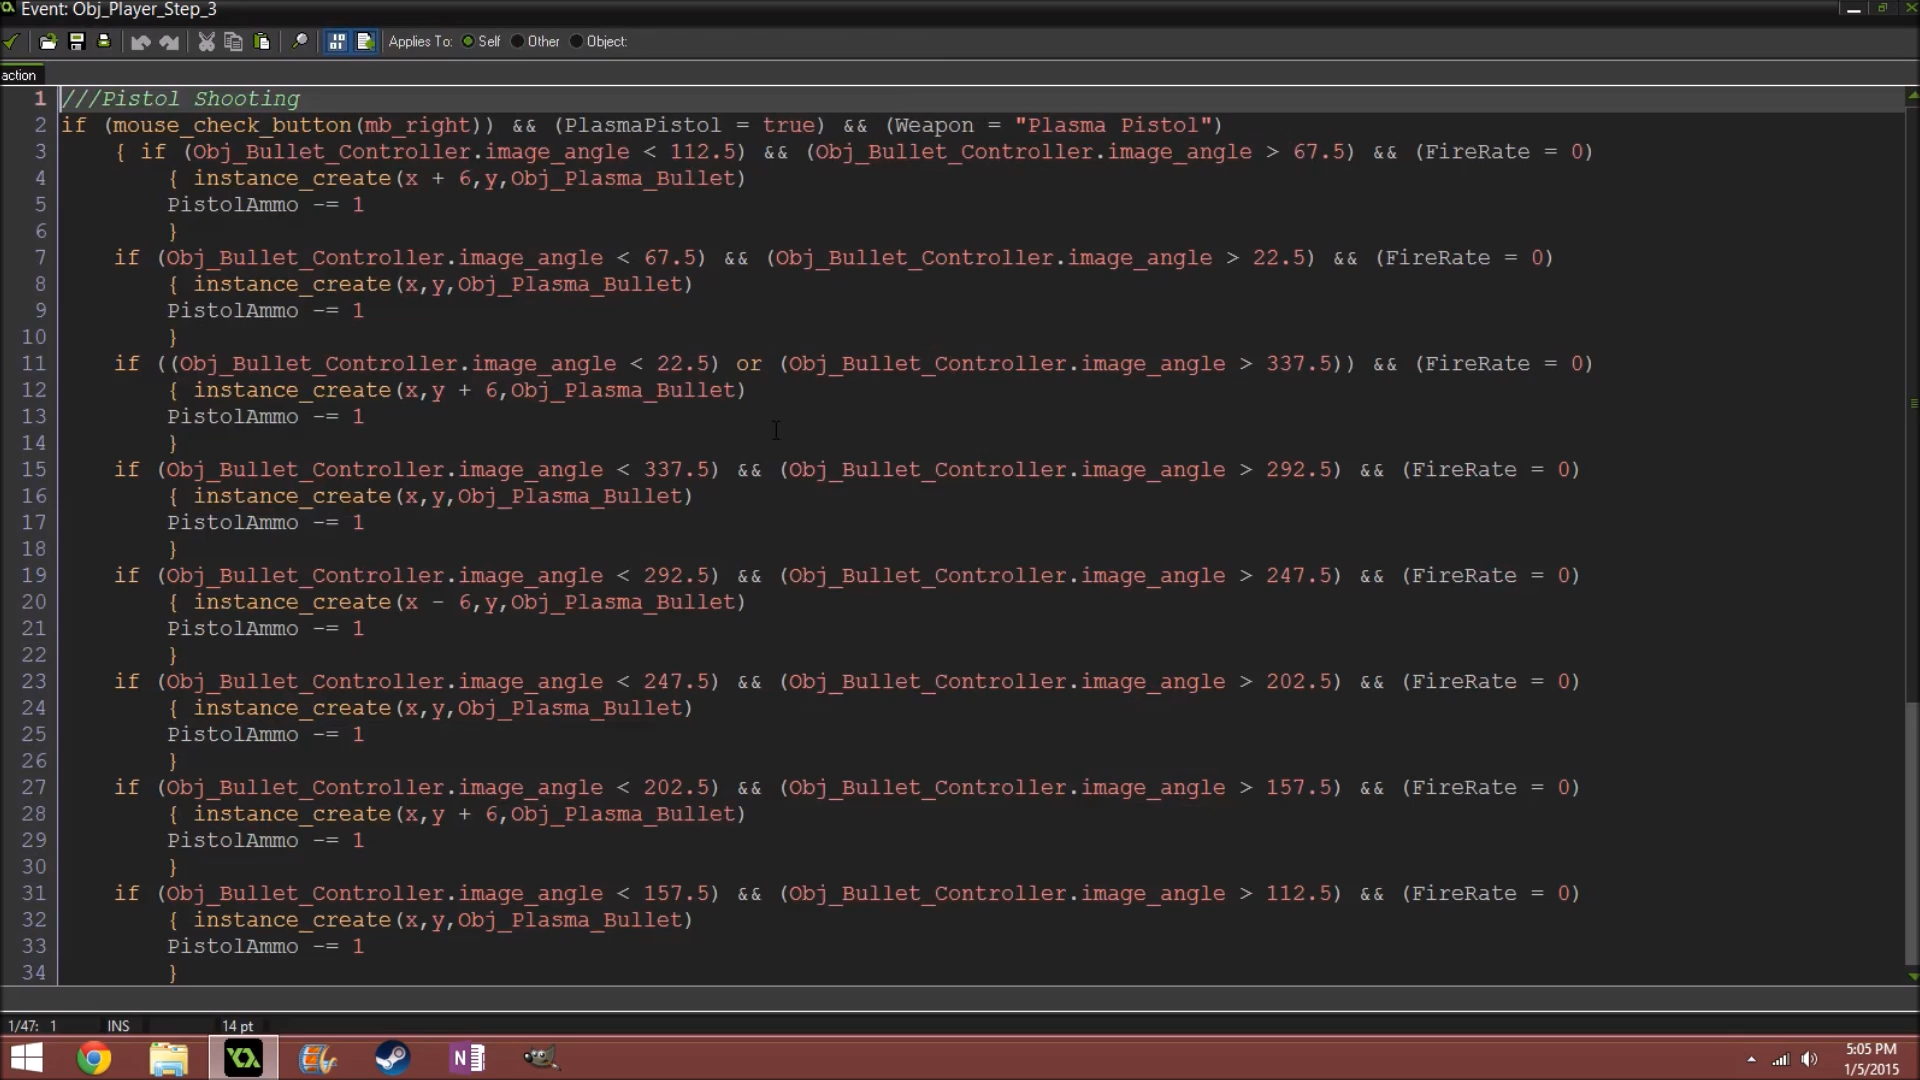 Event: Obj_Player_Step_3
Applies To: Self Other Object:
action
1 ///Pistol Shooting
2 if (mouse_check_button(mb_right)) && (PlasmaPistol = true) && (Weapon = "Plasma Pistol")
3 { if (Obj_Bullet_Controller.image_angle < 112.5) && (Obj_Bullet_Controller.image_angle > 67.5) && (FireRate = 0)
4 { instance_create(x + 6,y,Obj_Plasma_Bullet)
5 PistolAmmo -= 1
6 }
7 if (Obj_Bullet_Controller.image_angle < 67.5) && (Obj_Bullet_Controller.image_angle > 22.5) && (FireRate = 0)
8 { instance_create(x,y,Obj_Plasma_Bullet)
9 PistolAmmo -= 1
10 }
11 if ((Obj_Bullet_Controller.image_angle < 22.5) or (Obj_Bullet_Controller.image_angle > 337.5)) && (FireRate = 0)
12 { instance_create(x,y + 6,Obj_Plasma_Bullet)
13 PistolAmmo -= 1
14 }
15 if (Obj_Bullet_Controller.image_angle < 337.5) && (Obj_Bullet_Controller.image_angle > 292.5) && (FireRate = 0)
16 { instance_create(x,y,Obj_Plasma_Bullet)
17 PistolAmmo -= 1
18 }
19 if (Obj_Bullet_Controller.image_angle < 292.5) && (Obj_Bullet_Controller.image_angle > 247.5) && (FireRate = 0)
20 { instance_create(x - 6,y,Obj_Plasma_Bullet)
21 PistolAmmo -= 1
22 }
23 if (Obj_Bullet_Controller.image_angle < 247.5) && (Obj_Bullet_Controller.image_angle > 202.5) && (FireRate = 0)
24 { instance_create(x,y,Obj_Plasma_Bullet)
25 PistolAmmo -= 1
26 }
27 if (Obj_Bullet_Controller.image_angle < 202.5) && (Obj_Bullet_Controller.image_angle > 157.5) && (FireRate = 0)
28 { instance_create(x,y + 6,Obj_Plasma_Bullet)
29 PistolAmmo -= 1
30 }
31 if (Obj_Bullet_Controller.image_angle < 157.5) && (Obj_Bullet_Controller.image_angle > 112.5) && (FireRate = 0)
32 { instance_create(x,y,Obj_Plasma_Bullet)
33 PistolAmmo -= 1
34 }
1/47: 1 INS 14 pt
5:05 PM
1/5/2015